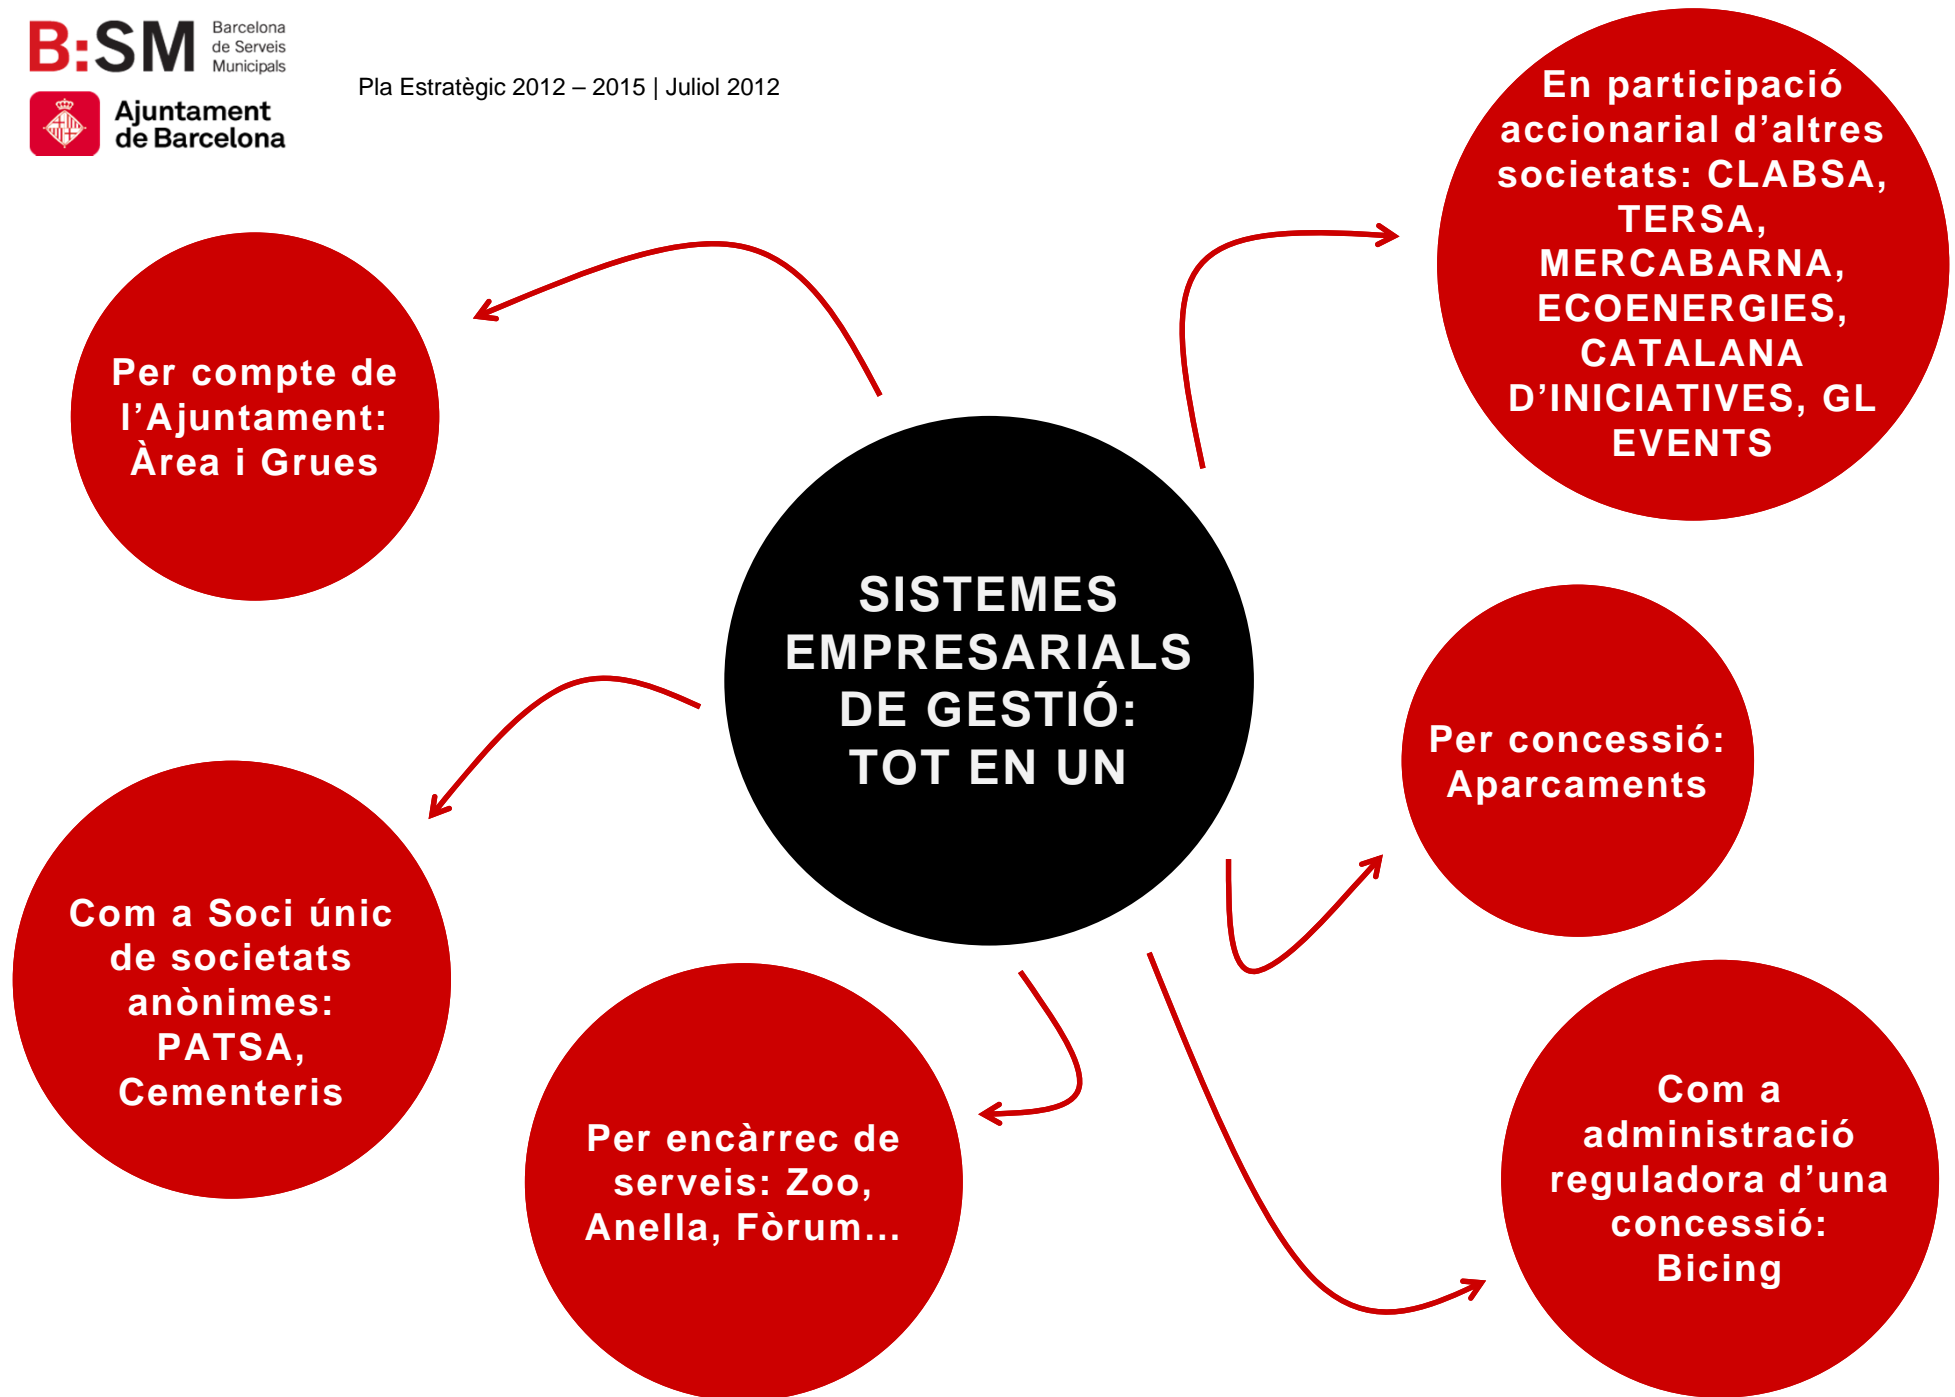 B:SM
Barcelona
de Serveis
Municipals
Ajuntament
de Barcelona
Pla Estratègic 2012 – 2015 | Juliol 2012
En participació
accionarial d’altres
societats: CLABSA,
TERSA,
MERCABARNA,
ECOENERGIES,
CATALANA
D’INICIATIVES, GL
EVENTS
Per compte de
l’Ajuntament:
Àrea i Grues
SISTEMES
EMPRESARIALS
DE GESTIÓ:
TOT EN UN
Per concessió:
Aparcaments
Com a Soci únic
de societats
anònimes:
PATSA,
Cementeris
Per encàrrec de
serveis: Zoo,
Anella, Fòrum…
Com a
administració
reguladora d’una
concessió:
Bicing